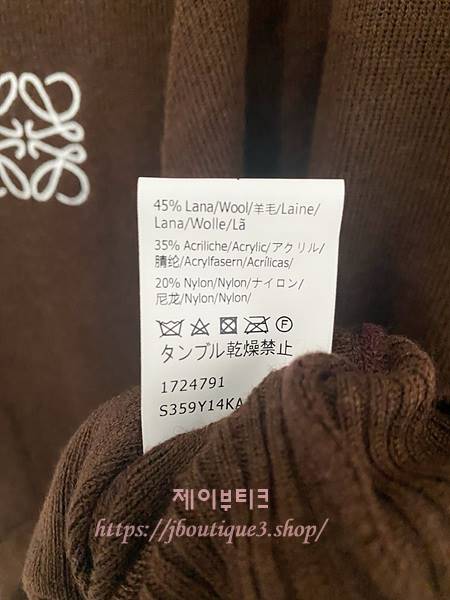 45% Lana/Wool/羊毛/Laine/
Lana/Wolle/Lã
35% Acriliche/Acrylic/アクリル/
腈纶/Acrylfasern/Acrílicas/
20% Nylon/Nylon/ナイロン/
尼龙/Nylon/Nylon/
タンブル乾燥禁止
1724791
S359Y14KA
제이부티크
https://jboutique3.shop/